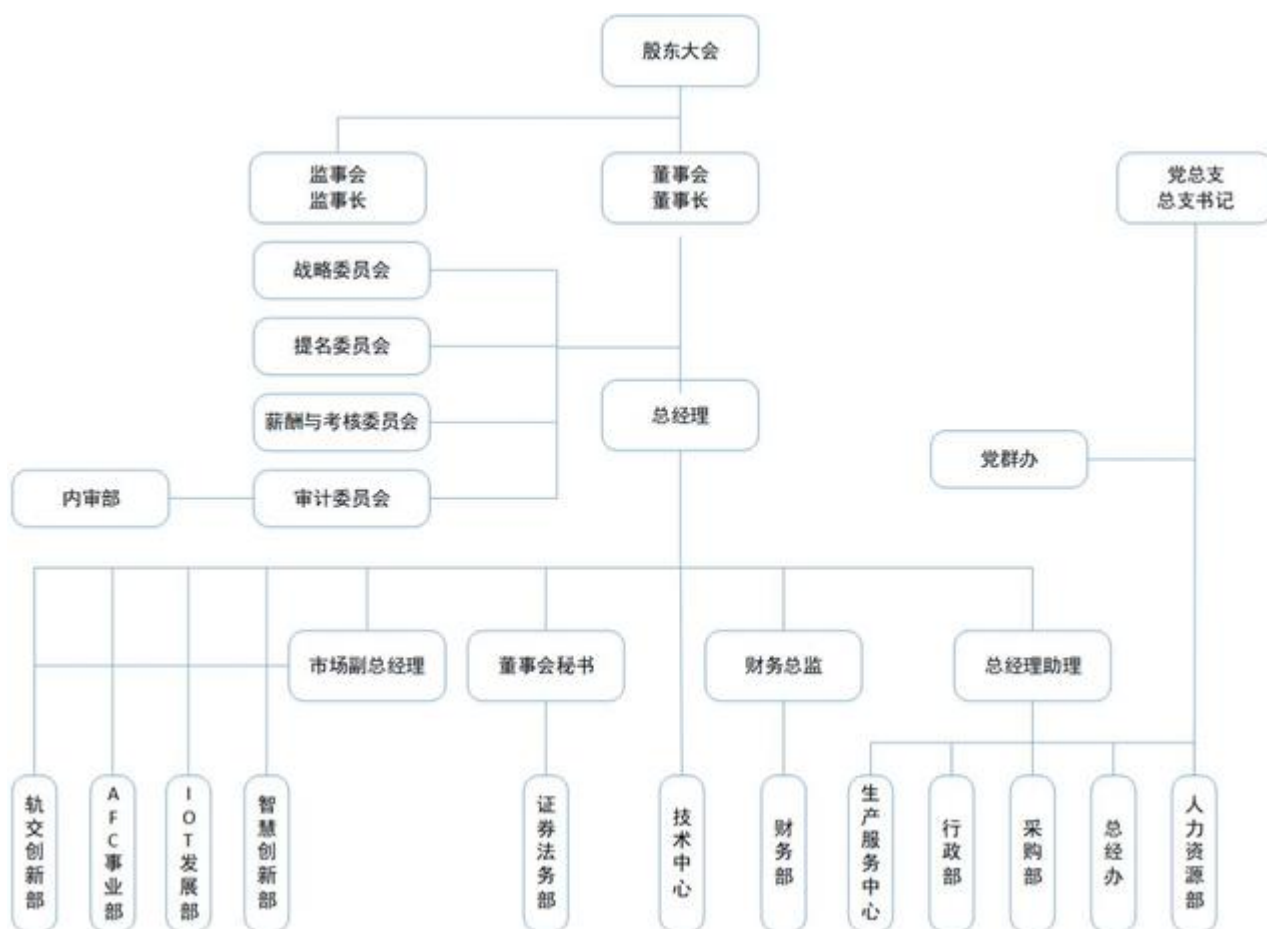 股东大会
监事会
监事长
董事会
董事长
党总支
总支书记
战略委员会
提名委员会
薪酬与考核委员会
总经理
党群办
内审部
审计委员会
市场副总经理
董事会秘书
财务总监
总经理助理
轨交创新部
AFC事业部
IOT发展部
智慧创新部
证券法务部
技术中心
财务部
生产服务中心
行政部
采购部
总经办
人力资源部